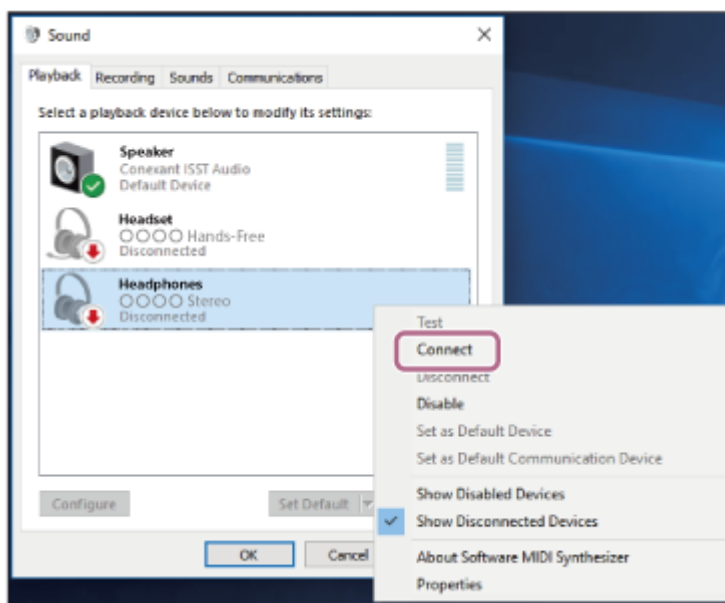 Sound
Playback Recording Sounds Communications
Select a playback device below to modify its settings:
Speaker
Conexant ISST Audio
Default Device
Headset
OOOO Hands-Free
Disconnected
Headphones
OOOO Stereo
Disconnected
Test
Connect
Disconnect
Disable
Set as Default Device
Set as Default Communication Device
Show Disabled Devices
Show Disconnected Devices
About Software MIDI Synthesizer
Properties
Configure Set Default
OK Cancel